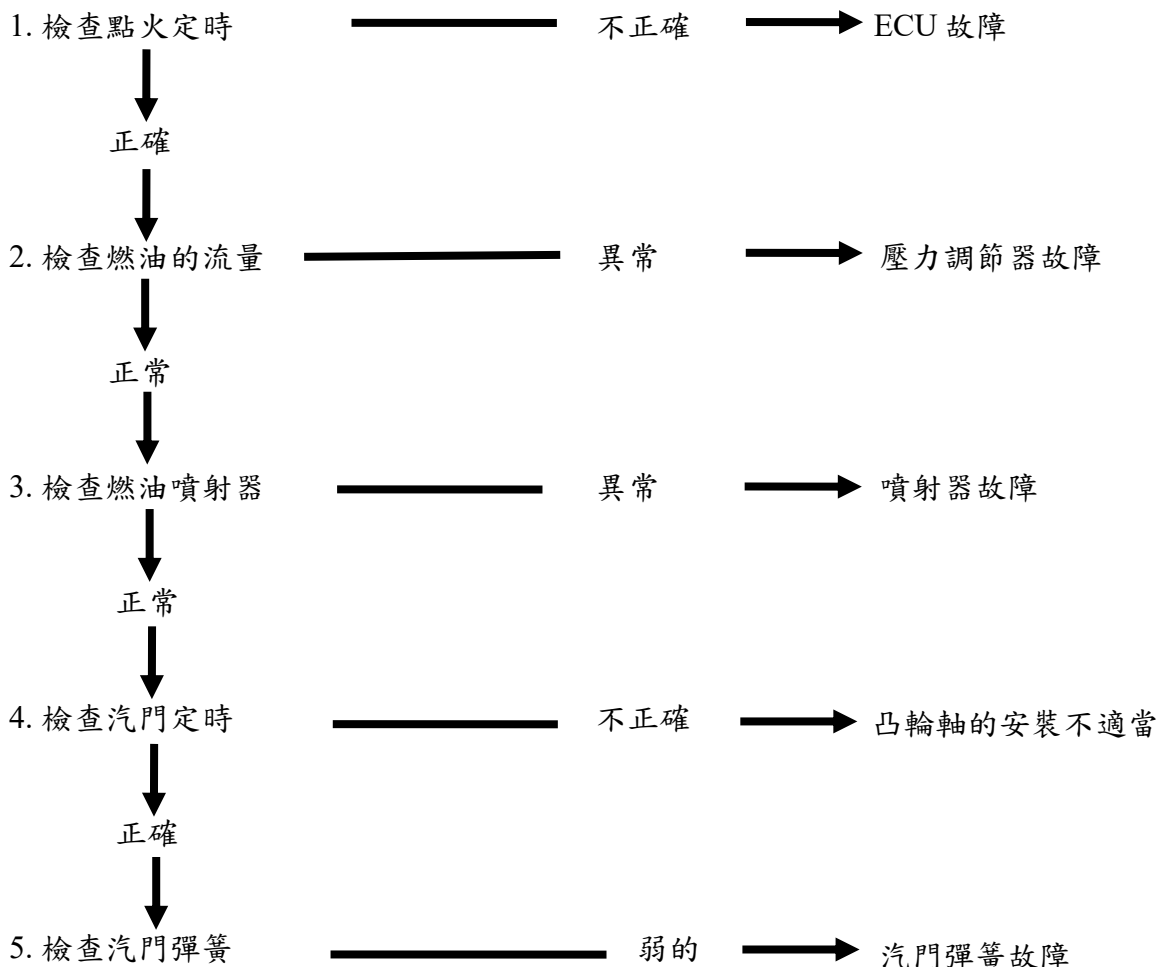 1. 檢查點火定時 不正確 ECU 故障
正確
2. 檢查燃油的流量 異常 壓力調節器故障
正常
3. 檢查燃油噴射器 異常 噴射器故障
正常
4. 檢查汽門定時 不正確 凸輪軸的安裝不適當
正確
5. 檢查汽門彈簧 弱的 汽門彈簧故障